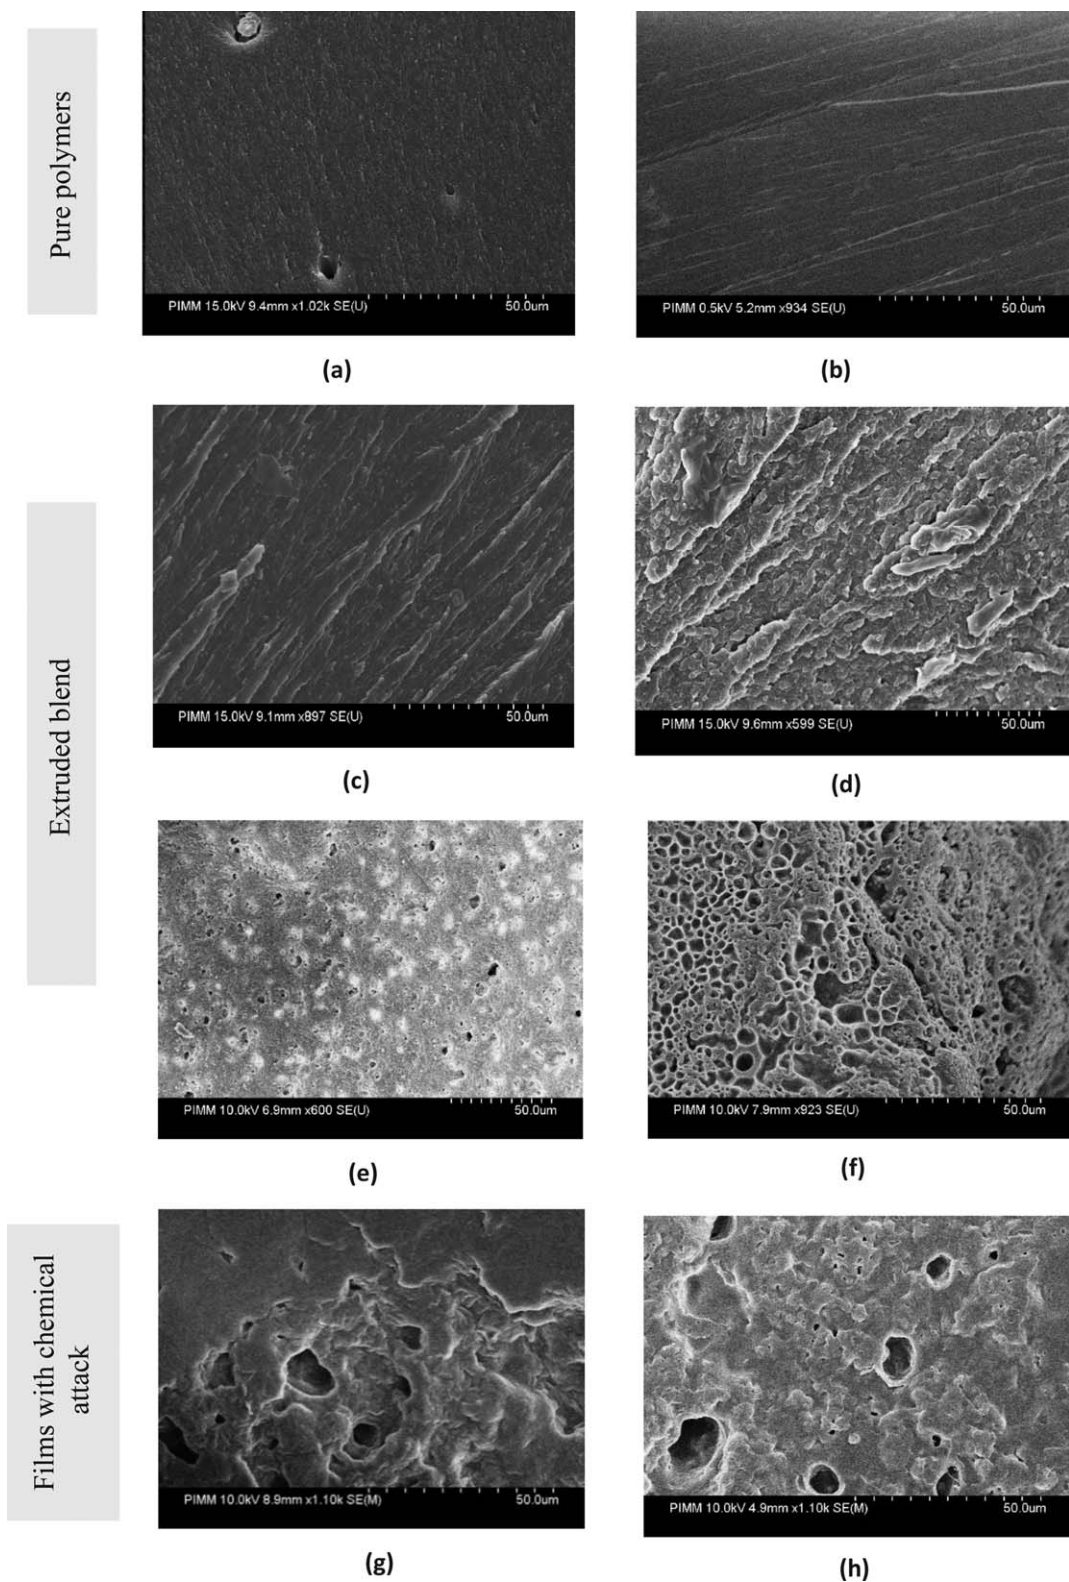 Pure polymers
PIMM 15.0kV 9.4mm x1.02k SE(U) 50.0um
PIMM 0.5kV 5.2mm x934 SE(U) 50.0um
(a)
(b)
Extruded blend
PIMM 15.0kV 9.1mm x897 SE(U) 50.0um
PIMM 15.0kV 9.6mm x599 SE(U) 50.0um
(c)
(d)
PIMM 10.0kV 6.9mm x600 SE(U) 50.0um
PIMM 10.0kV 7.9mm x923 SE(U) 50.0um
(e)
(f)
Films with chemical
attack
PIMM 10.0kV 8.9mm x1.10k SE(M) 50.0um
PIMM 10.0kV 4.9mm x1.10k SE(M) 50.0um
(g)
(h)